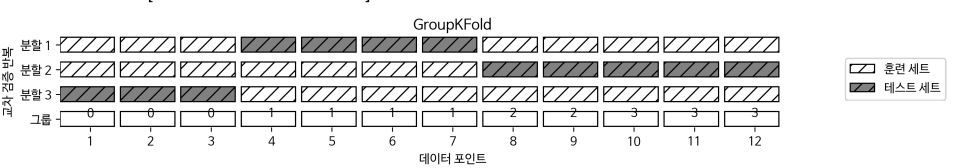 GroupKFold
교차 검증 반복
분할 1
분할 2
분할 3
그룹
0 0 0 1 1 1 1 2 2 3 3 3
1 2 3 4 5 6 7 8 9 10 11 12
데이터 포인트
훈련 세트
테스트 세트